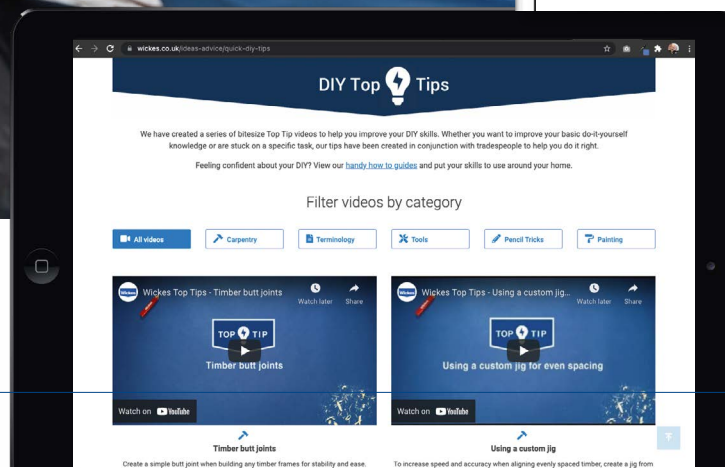 wickes.co.uk/ideas-advice/quick-diy-tips
DIY Top Tips
We have created a series of bitesize Top Tip videos to help you improve your DIY skills. Whether you want to improve your basic do-it-yourself
knowledge or are stuck on a specific task, our tips have been created in conjunction with tradespeople to help you do it right.
Feeling confident about your DIY? View our handy how to guides and put your skills to use around your home.
Filter videos by category
All videos
Carpentry
Terminology
Tools
Pencil Tricks
Painting
Wickes
Wickes Top Tips - Timber butt joints
Watch later
Share
TOP TIP
Timber butt joints
Watch on YouTube
Wickes
Wickes Top Tips - Using a custom jig...
Watch later
Share
TOP TIP
Using a custom jig for even spacing
Watch on YouTube
Timber butt joints
Create a simple butt joint when building any timber frames for stability and ease.
Using a custom jig
To increase speed and accuracy when aligning evenly spaced timber, create a jig from